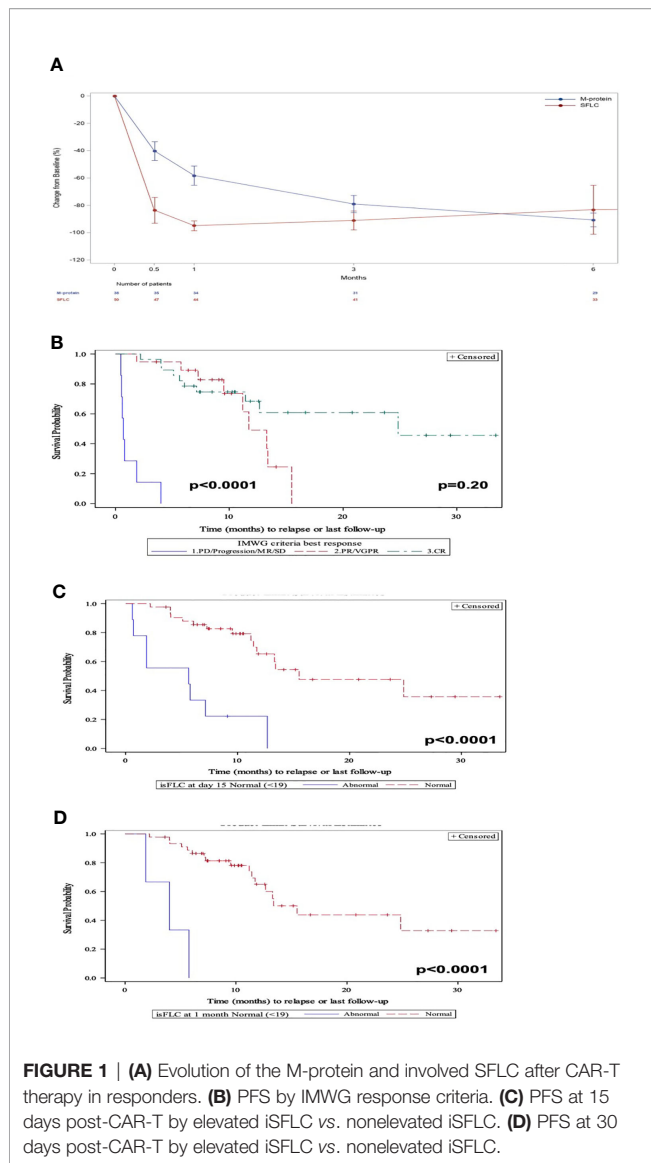 A
M-protein
SFLC
Change from Baseline (%)
0
-20
-40
-60
-80
-100
-120
0 0.5 1 3 6
Months
Number of patients
M-protein
SFLC 47 41
B
+ Censored
Survival Probability
1.0
0.8
0.6
0.4
0.2
0.0
p<0.0001 p=0.20
0 10 20 30
Time (months) to relapse or last follow-up
IMWG criteria best response
1.PD/Progression/MR/SD 2.PR/VGPR 3.CR
C
+ Censored
Survival Probability
1.0
0.8
0.6
0.4
0.2
0.0
p<0.0001
0 10 20 30
Time (months) to relapse or last follow-up
isFLC at day 15 Normal (<19) Abnormal Normal
D
+ Censored
Survival Probability
1.0
0.8
0.6
0.4
0.2
0.0
p<0.0001
0 10 20 30
Time (months) to relapse or last follow-up
isFLC at 1 month Normal (<19) Abnormal Normal
FIGURE 1 | (A) Evolution of the M-protein and involved SFLC after CAR-T
therapy in responders. (B) PFS by IMWG response criteria. (C) PFS at 15
days post-CAR-T by elevated iSFLC vs. nonelevated iSFLC. (D) PFS at 30
days post-CAR-T by elevated iSFLC vs. nonelevated iSFLC.